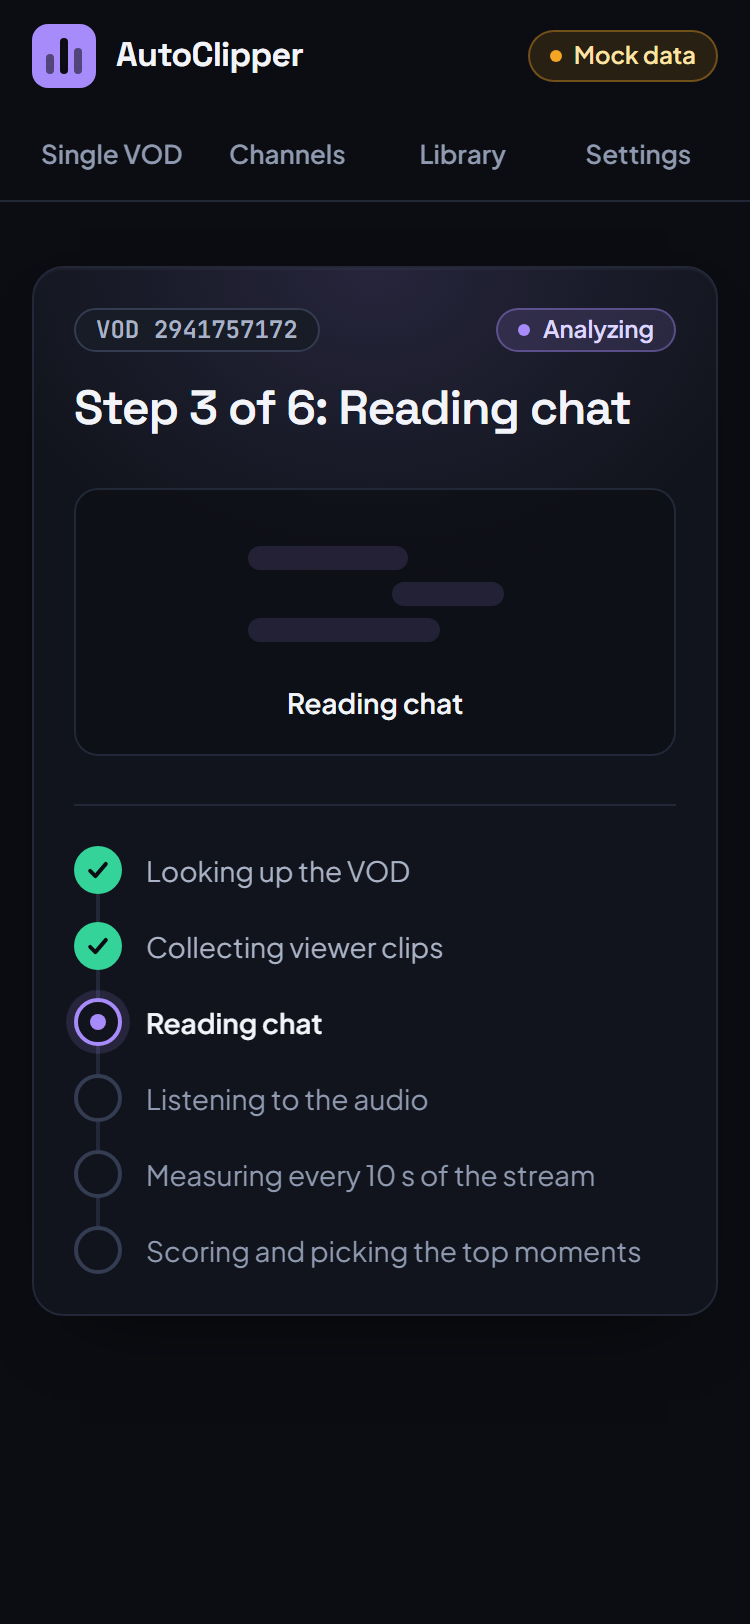 AutoClipper
Mock data
Single VOD
Channels
Library
Settings
VOD 2941757172
Analyzing
Step 3 of 6: Reading chat
Reading chat
Looking up the VOD
Collecting viewer clips
Reading chat
Listening to the audio
Measuring every 10 s of the stream
Scoring and picking the top moments